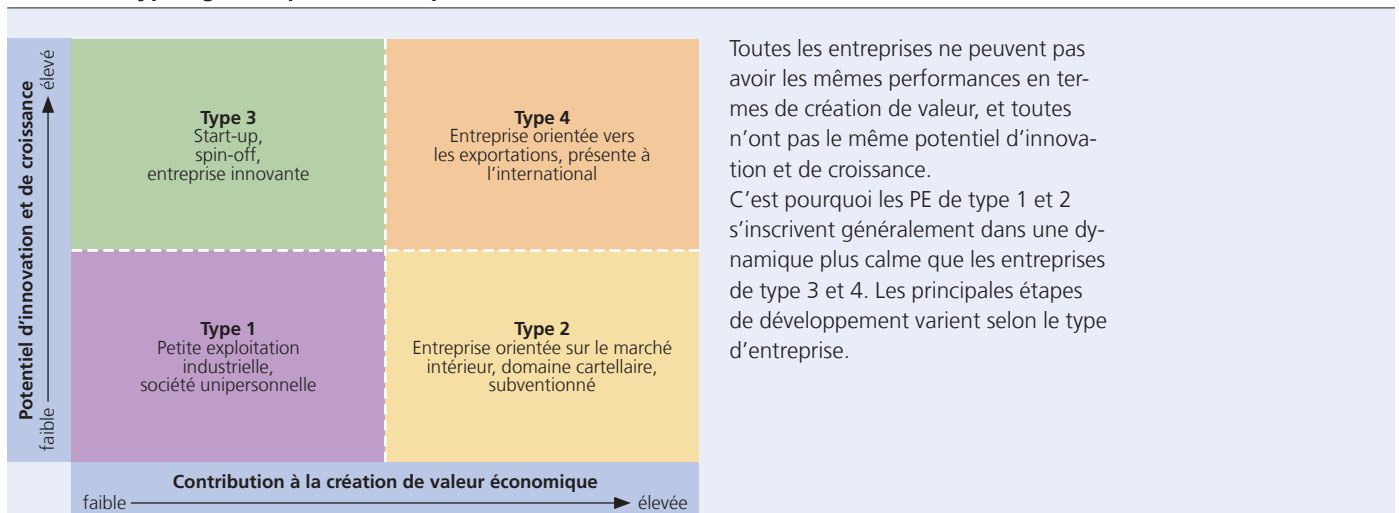 Potentiel d'innovation et de croissance
faible
élevé
Type 3
Start-up,
spin-off,
entreprise innovante
Type 4
Entreprise orientée vers
les exportations, présente à
l'international
Type 1
Petite exploitation
industrielle,
société unipersonnelle
Type 2
Entreprise orientée sur le marché
intérieur, domaine cartellaire,
subventionné
Contribution à la création de valeur économique
faible
élevée
Toutes les entreprises ne peuvent pas
avoir les mêmes performances en ter-
mes de création de valeur, et toutes
n'ont pas le même potentiel d'innova-
tion et de croissance.
C'est pourquoi les PE de type 1 et 2
s'inscrivent généralement dans une dy-
namique plus calme que les entreprises
de type 3 et 4. Les principales étapes
de développement varient selon le type
d'entreprise.